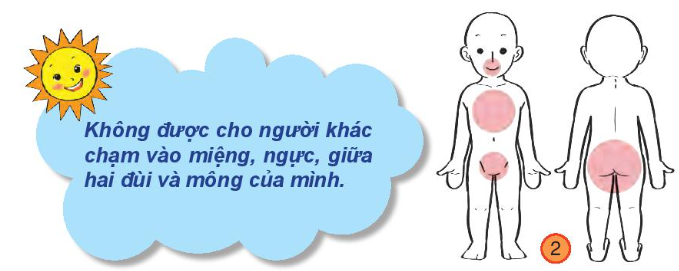 Không được cho người khác
chạm vào miệng, ngực, giữa
hai đùi và mông của mình.
2